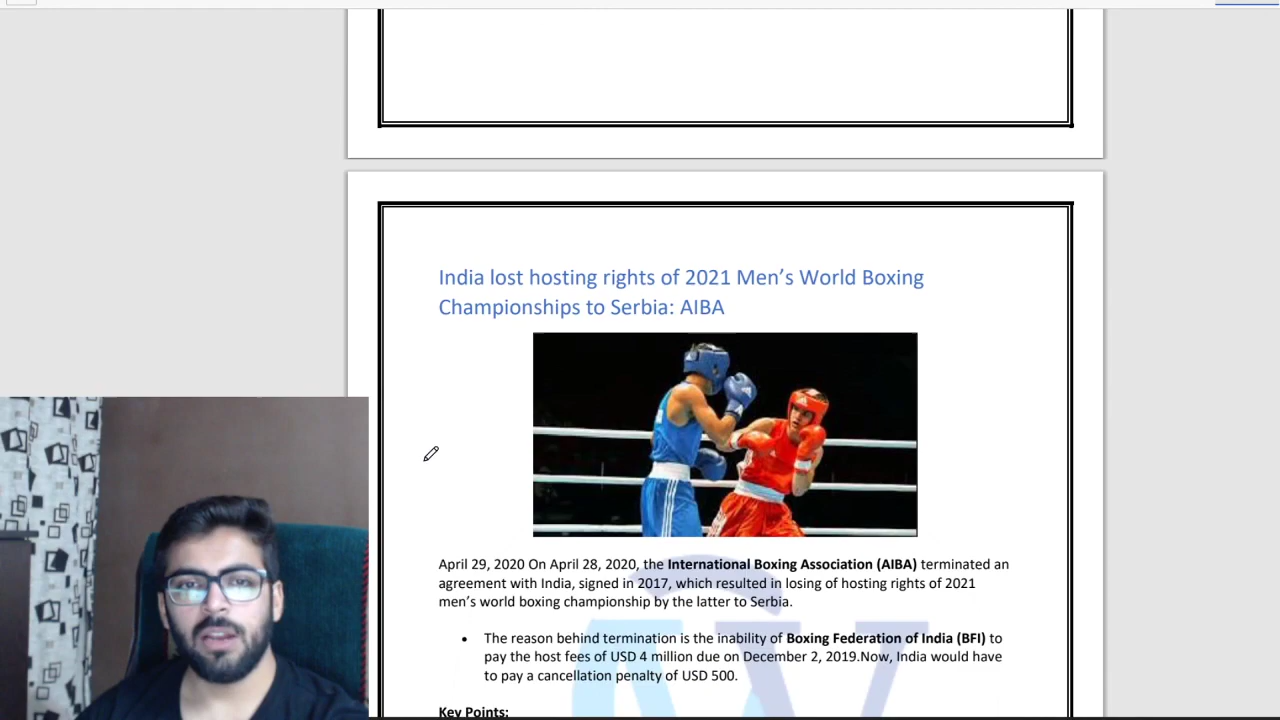 India lost hosting rights of 2021 Men’s World Boxing
Championships to Serbia: AIBA
April 29, 2020 On April 28, 2020, the International Boxing Association (AIBA) terminated an
agreement with India, signed in 2017, which resulted in losing of hosting rights of 2021
men’s world boxing championship by the latter to Serbia.
• The reason behind termination is the inability of Boxing Federation of India (BFI) to
pay the host fees of USD 4 million due on December 2, 2019.Now, India would have
to pay a cancellation penalty of USD 500.
Key Points: